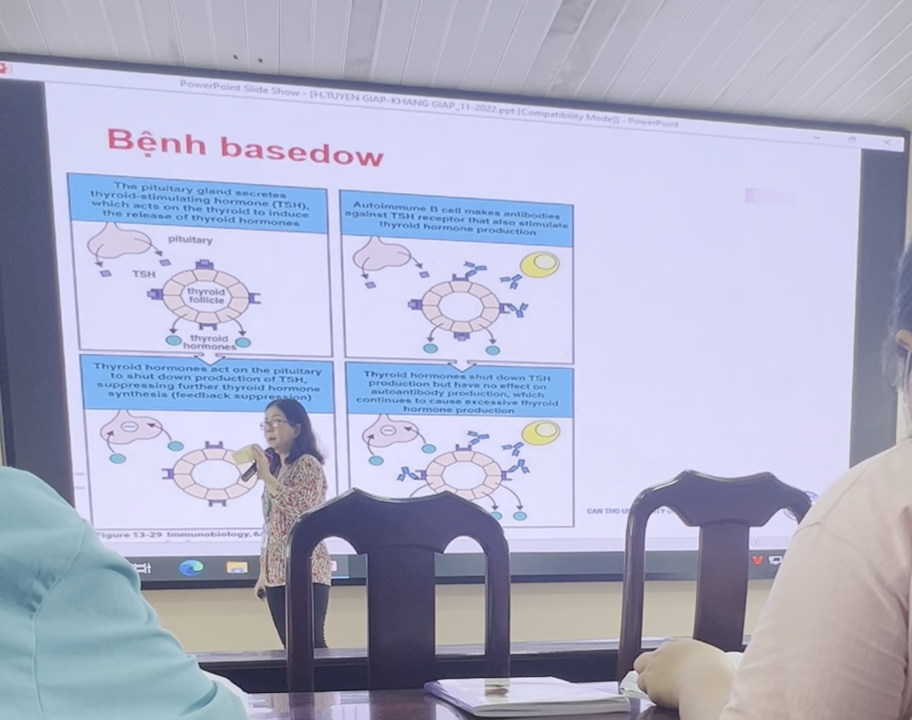 PowerPoint Slide Show - [H,TUYEN GIAP-KHANG GIAP_11-2022.ppt [Compatibility Mode]] - PowerPoint
Bệnh basedow
The pituitary gland secretes
thyroid-stimulating hormone (TSH),
which acts on the thyroid to induce
the release of thyroid hormones
pituitary
TSH
thyroid
follicle
thyroid
hormones
Autoimmune B cell makes antibodies
against TSH receptor that also stimulate
thyroid hormone production
Thyroid hormones act on the pituitary
to shut down production of TSH,
suppressing further thyroid hormone
synthesis (feedback suppression)
Thyroid hormones shut down TSH
production but have no effect on
autoantibody production, which
continues to cause excessive thyroid
hormone production
Figure 13-29 Immunobiology, 6
CAN THO